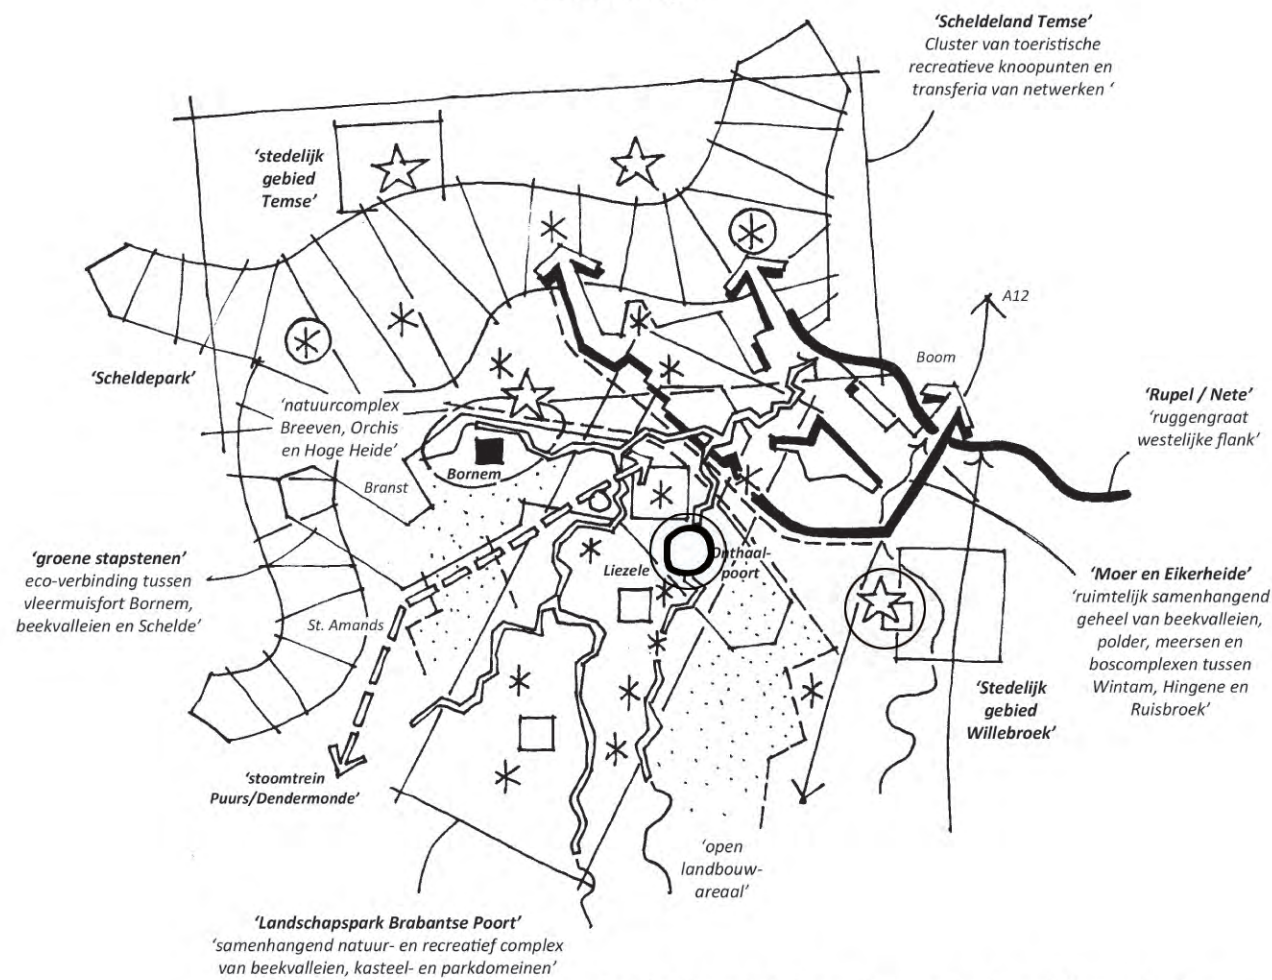 ‘Scheldeland Temse’
Cluster van toeristische
recreatieve knoopunten en
transferia van netwerken ‘
‘stedelijk
gebied
Temse’
A12
Boom
‘Scheldepark’
‘Rupel / Nete’
‘ruggengraat
westelijke flank’
‘natuurcomplex
Breeven, Orchis
en Hoge Heide’
Bornem
Branst
‘groene stapstenen’
eco-verbinding tussen
vleermuisfort Bornem,
beekvalleien en Schelde’
Liezele
Onthaal-
poort
St. Amands
‘Moer en Eikerheide’
‘ruimtelijk samenhangend
geheel van beekvalleien,
polder, meersen en
boscomplexen tussen
Wintam, Hingene en
Ruisbroek’
‘Stedelijk
gebied
Willebroek’
‘stoomtrein
Puurs/Dendermonde’
‘open
landbouw-
areaal’
‘Landschapspark Brabantse Poort’
‘samenhangend natuur- en recreatief complex
van beekvalleien, kasteel- en parkdomeinen’